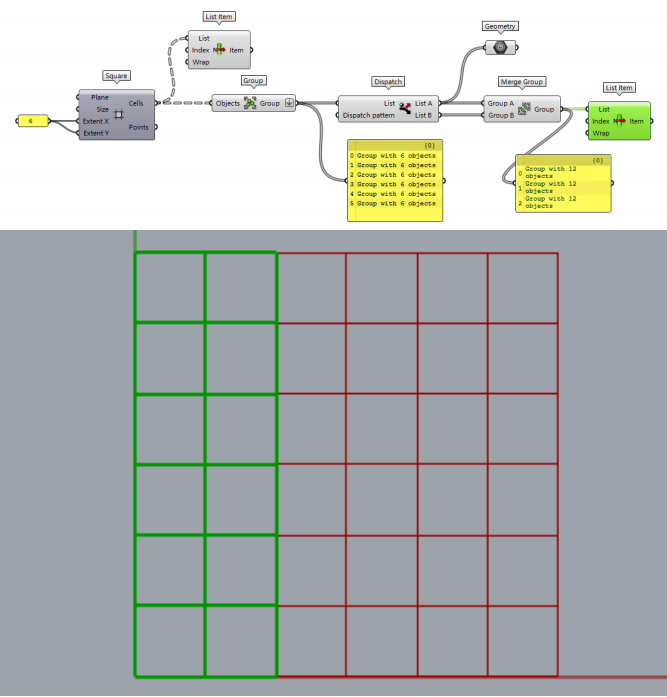 List Item
List
Index
Item
Wrap
N
Geometry
Square
Plane
Size
Extent X
Extent Y
Cells
Points
6
Group
Objects
Group
Dispatch
List
Dispatch pattern
List A
List B
Merge Group
Group A
Group B
Group
List Item
List
Index
N
Item
Wrap
{0}
0 Group with 6 objects
1 Group with 6 objects
2 Group with 6 objects
3 Group with 6 objects
4 Group with 6 objects
5 Group with 6 objects
{0}
0 Group with 12
objects
1 Group with 12
objects
2 Group with 12
objects